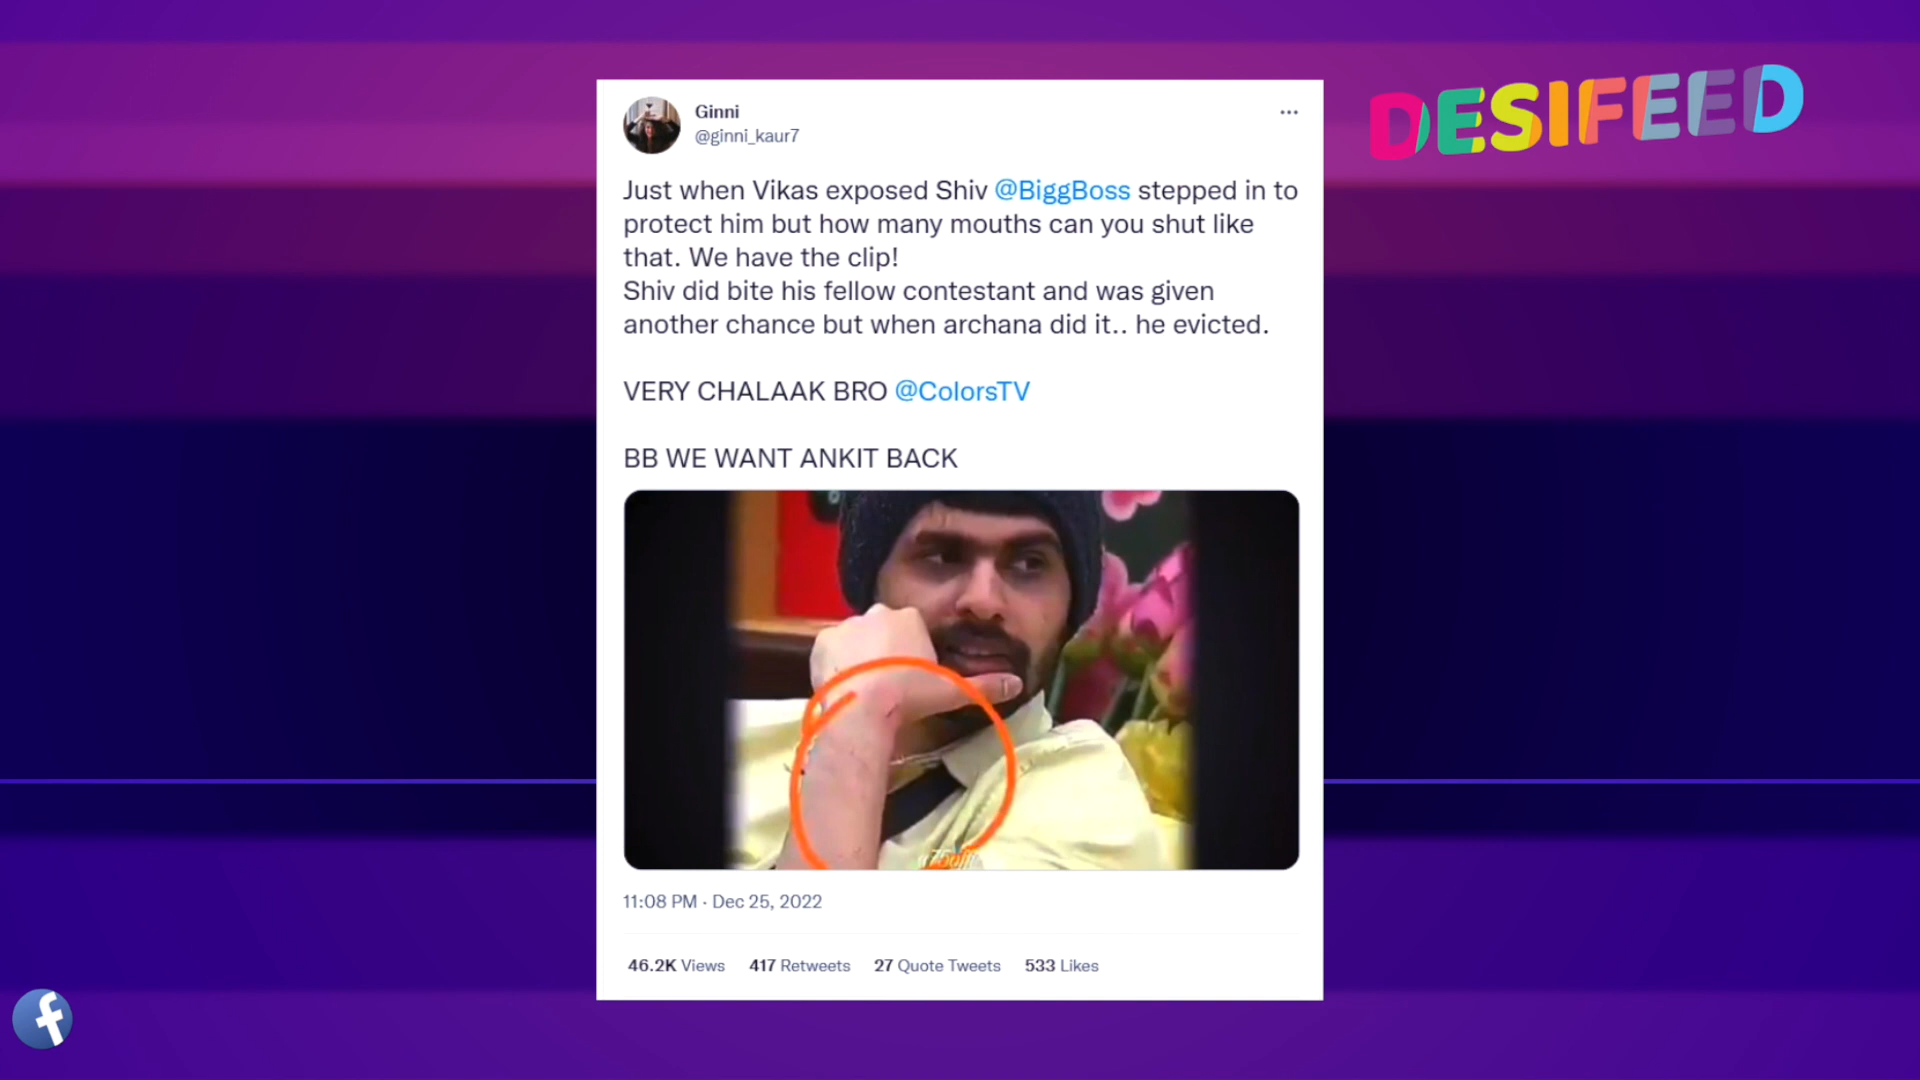 DESIFEED
Ginni
@ginni_kaur7
Just when Vikas exposed Shiv @BiggBoss stepped in to
protect him but how many mouths can you shut like
that. We have the clip!
Shiv did bite his fellow contestant and was given
another chance but when archana did it.. he evicted.
VERY CHALAAK BRO @ColorsTV
BB WE WANT ANKIT BACK
11:08 PM · Dec 25, 2022
46.2K Views 417 Retweets 27 Quote Tweets 533 Likes